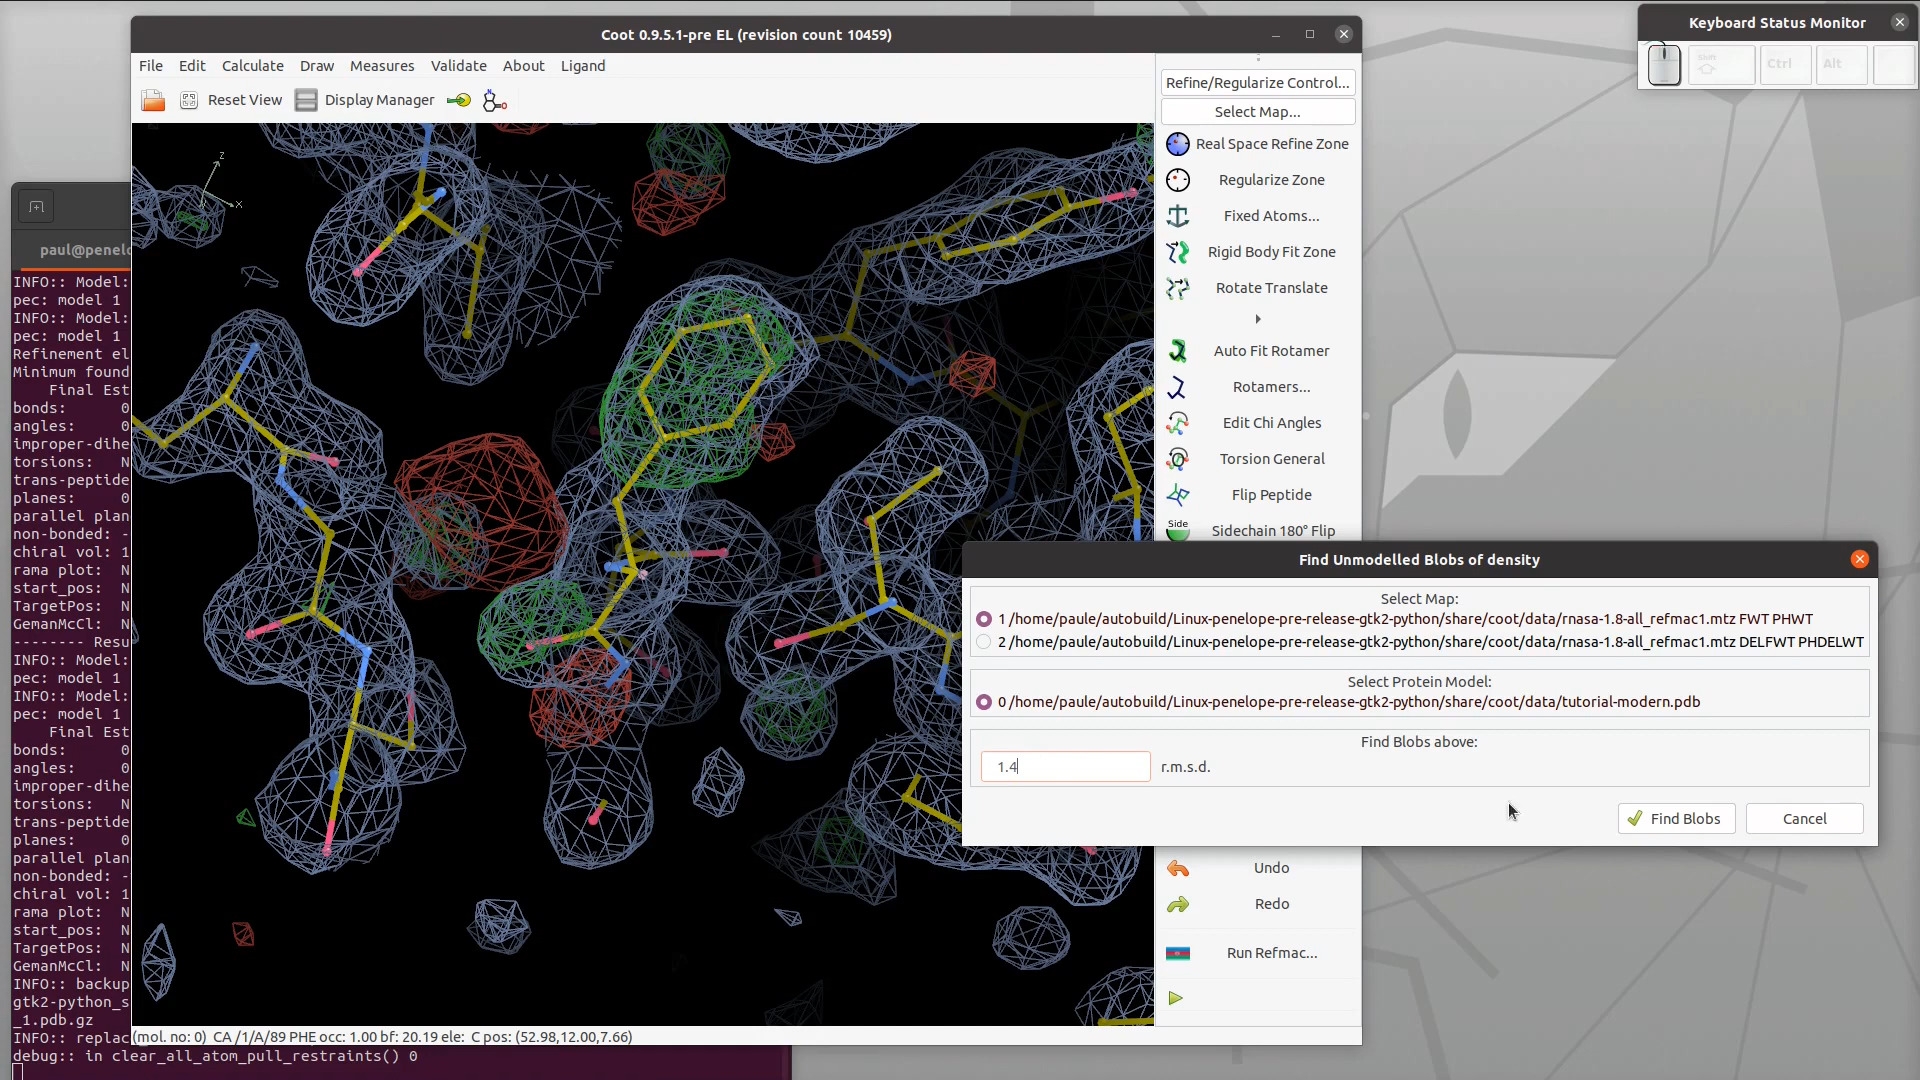 Coot 0.9.5.1-pre EL (revision count 10459)
Keyboard Status Monitor
Shift
Ctrl
Alt
File Edit Calculate Draw Measures Validate About Ligand
Reset View Display Manager
Refine/Regularize Control...
Select Map...
Real Space Refine Zone
Regularize Zone
Fixed Atoms...
Rigid Body Fit Zone
Rotate Translate
Auto Fit Rotamer
Rotamers...
Edit Chi Angles
Torsion General
Flip Peptide
Side
Sidechain 180° Flip
Undo
Redo
Run Refmac...
z
x
paul@penelo
INFO:: Model:
pec: model 1
INFO:: Model:
pec: model 1
Refinement el
Minimum found
Final Est
bonds: 0
angles: 0
improper-dihe
torsions: N
trans-peptide
planes: 0
parallel plan
non-bonded: -
chiral vol: 1
rama plot: N
start_pos: N
TargetPos: N
GemanMcCl: N
-------- Resu
INFO:: Model:
pec: model 1
INFO:: Model:
pec: model 1
Final Est
bonds: 0
angles: 0
improper-dihe
torsions: N
trans-peptide
planes: 0
parallel plan
non-bonded: -
chiral vol: 1
rama plot: N
start_pos: N
TargetPos: N
GemanMcCl: N
INFO:: backup
gtk2-python_s
_1.pdb.gz
INFO:: replac
debug:: in clear_all_atom_pull_restraints() 0
(mol. no: 0) CA /1/A/89 PHE occ: 1.00 bf: 20.19 ele: C pos: (52.98,12.00,7.66)
Find Unmodelled Blobs of density
Select Map:
1 /home/paule/autobuild/Linux-penelope-pre-release-gtk2-python/share/coot/data/rnasa-1.8-all_refmac1.mtz FWT PHWT
2 /home/paule/autobuild/Linux-penelope-pre-release-gtk2-python/share/coot/data/rnasa-1.8-all_refmac1.mtz DELFWT PHDELWT
Select Protein Model:
0 /home/paule/autobuild/Linux-penelope-pre-release-gtk2-python/share/coot/data/tutorial-modern.pdb
Find Blobs above:
1.4 r.m.s.d.
Find Blobs Cancel